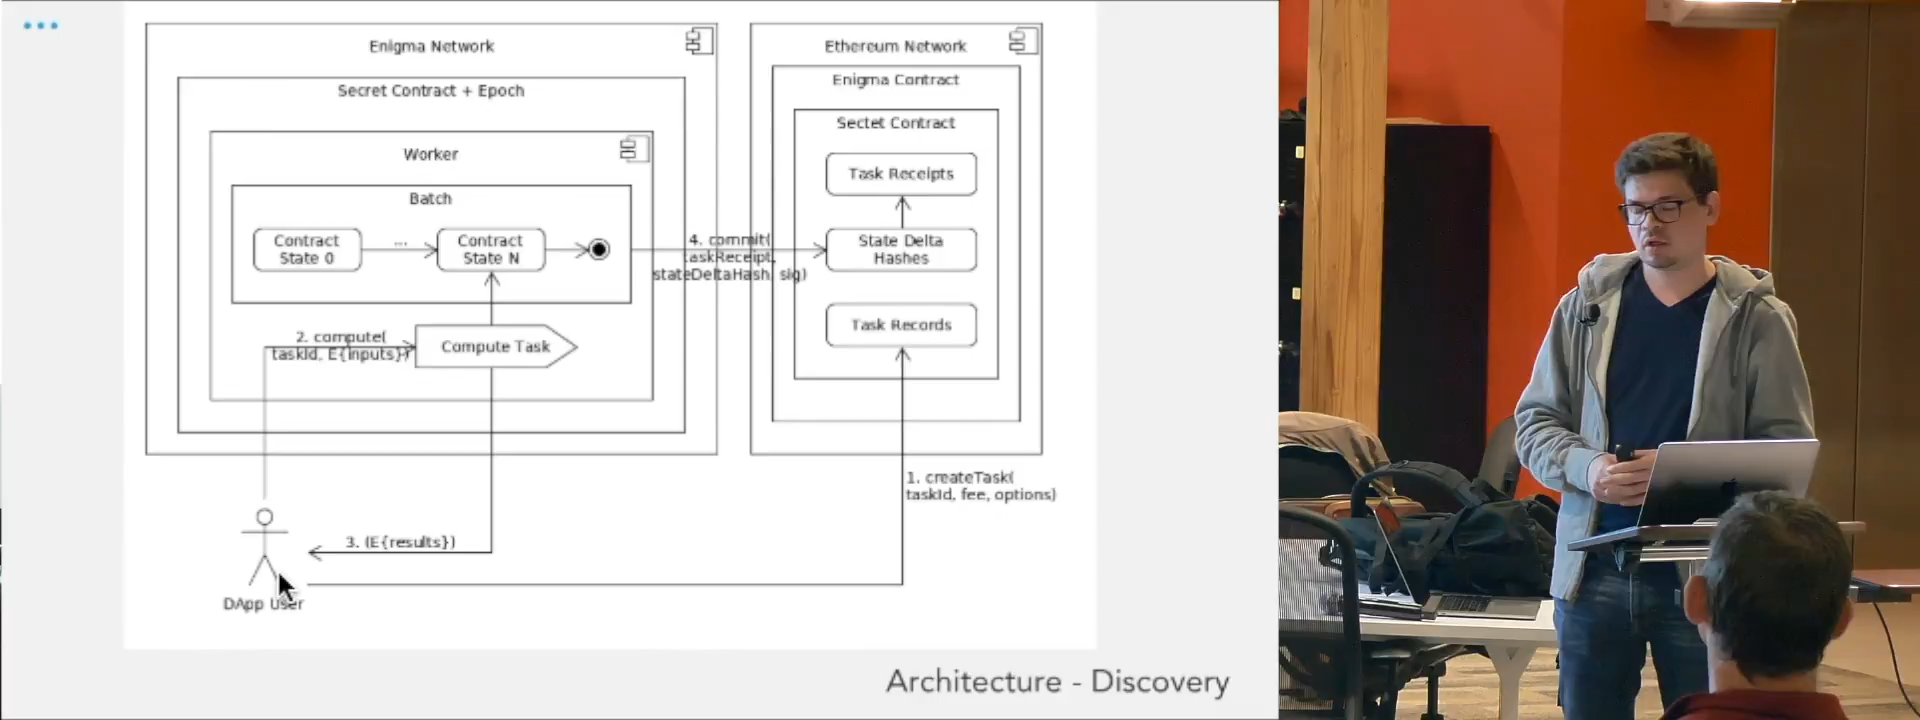 Enigma Network
Secret Contract + Epoch
Worker
Batch
Contract
State 0
...
Contract
State N
2. compute(
taskId, E{inputs})
Compute Task
3. (E{results})
DApp User
4. commit(
taskReceipt,
stateDeltaHash, sig)
Ethereum Network
Enigma Contract
Sectet Contract
Task Receipts
State Delta
Hashes
Task Records
1. createTask(
taskId, fee, options)
Architecture - Discovery